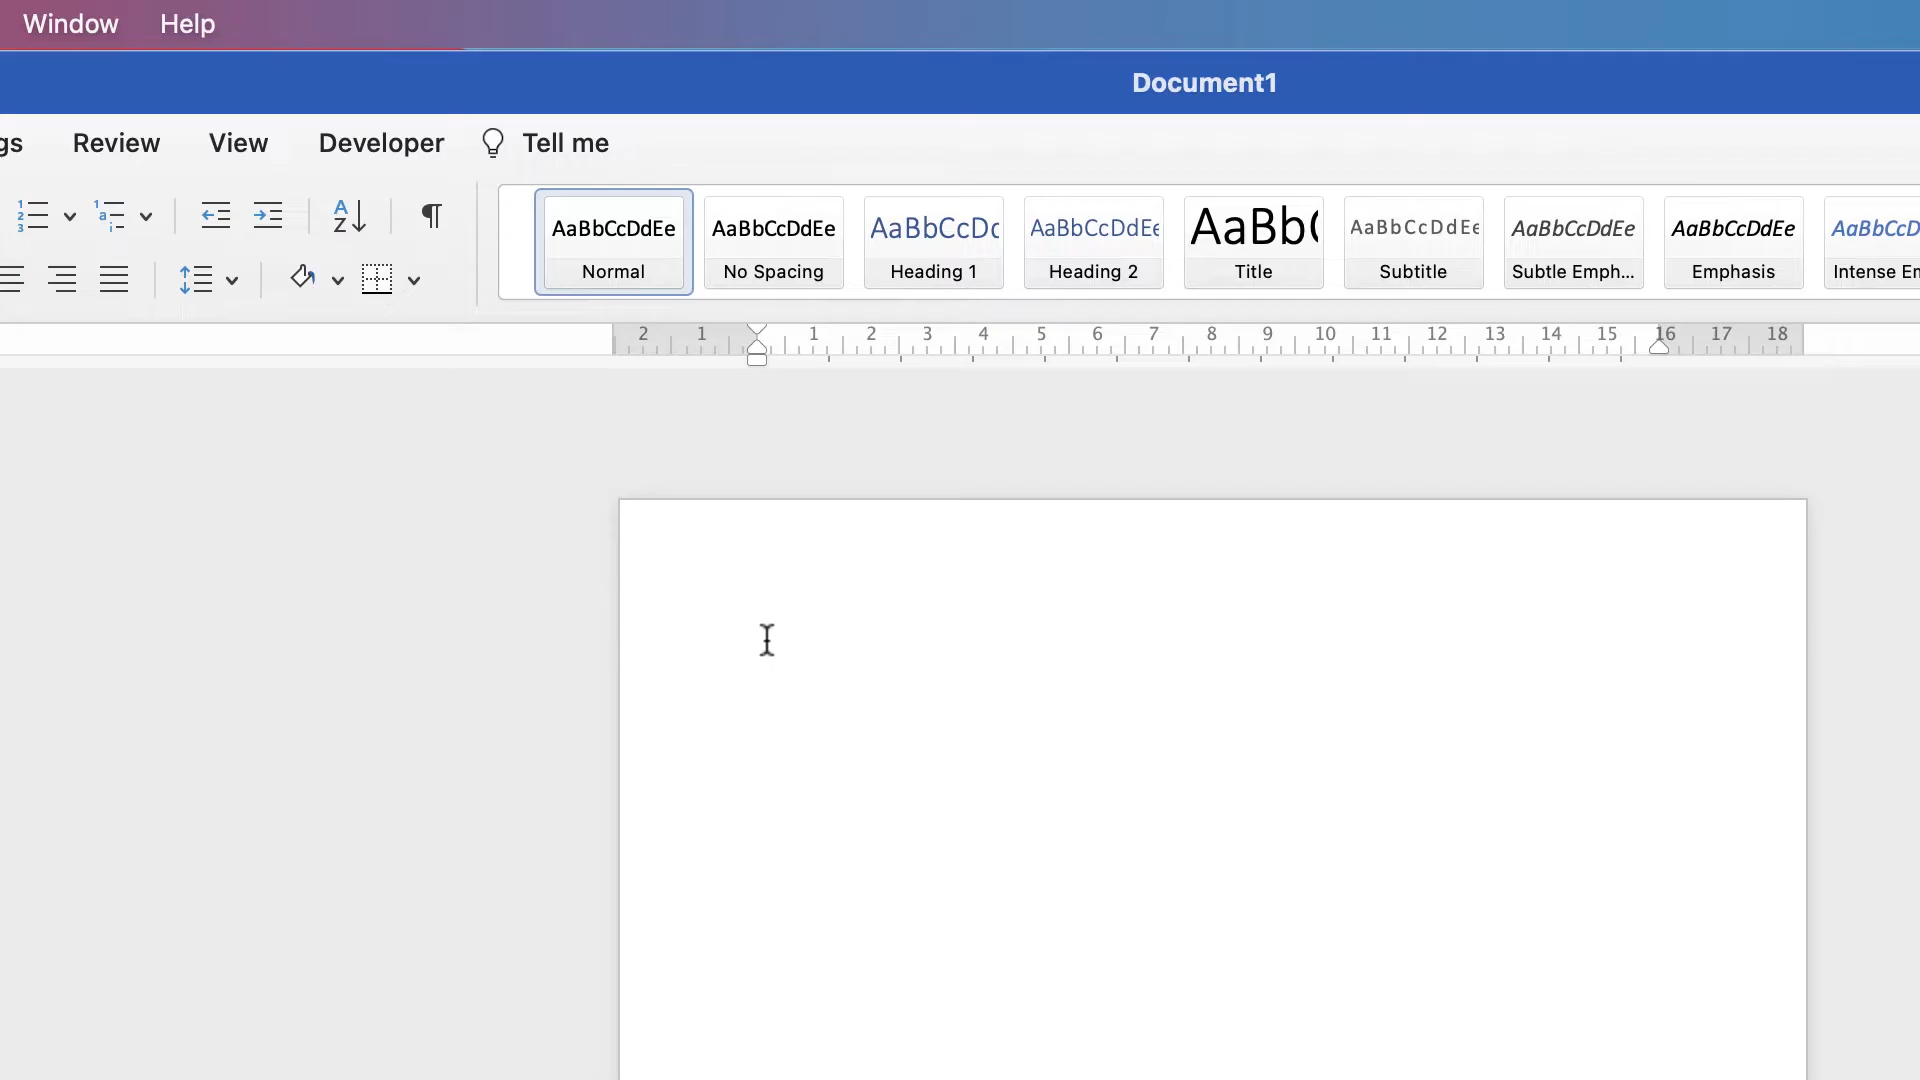 Window Help
Document1
gs Review View Developer Tell me
AaBbCcDdEe AaBbCcDdEe AaBbCcDc AaBbCcDdEe AaBb( AaBbCcDdEe AaBbCcDdEe AaBbCcDdEe AaBbCcD
Normal No Spacing Heading 1 Heading 2 Title Subtitle Subtle Emph... Emphasis Intense Em
2 1 1 2 3 4 5 6 7 8 9 10 11 12 13 14 15 16 17 18